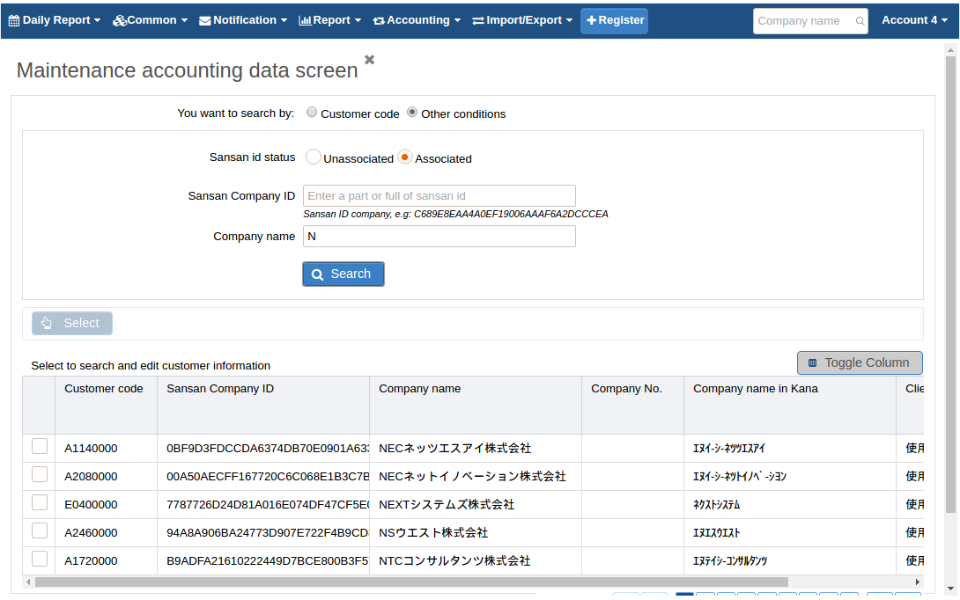 Daily Report Common Notification Report Accounting Import/Export Register Company name Account 4
Maintenance accounting data screen
You want to search by: Customer code Other conditions
Sansan id status Unassociated Associated
Sansan Company ID Enter a part or full of sansan id
Sansan ID company, e.g: C689E8EAA4A0EF19006AAAF6A2DCCCEA
Company name N
Search
Select
Select to search and edit customer information Toggle Column
Customer code Sansan Company ID Company name Company No. Company name in Kana Clie
A1140000 0BF9D3FDCCDA6374DB70E0901A633 NECネッツエスアイ株式会社 ｴﾇｲ-ｼ-ﾈｯﾂｴｽｱｲ 使用
A2080000 00A50AECFF167720C6C068E1B3C7B NECネットイノベーション株式会社 ｴﾇｲ-ｼ-ﾈｯﾄｲﾉﾍﾞ-ｼﾖﾝ 使用
E0400000 7787726D24D81A016E074DF47CF5E0 NEXTシステムズ株式会社 ﾈｸｽﾄｼｽﾃﾑ 使用
A2460000 94A8A906BA24773D907E722F4B9CD NSウエスト株式会社 ｴﾇｴｽｳｴｽﾄ 使用
A1720000 B9ADFA21610222449D7BCE800B3F5 NTCコンサルタンツ株式会社 ｴﾇﾃｲｼ-ｺﾝｻﾙﾀﾝﾂ 使用